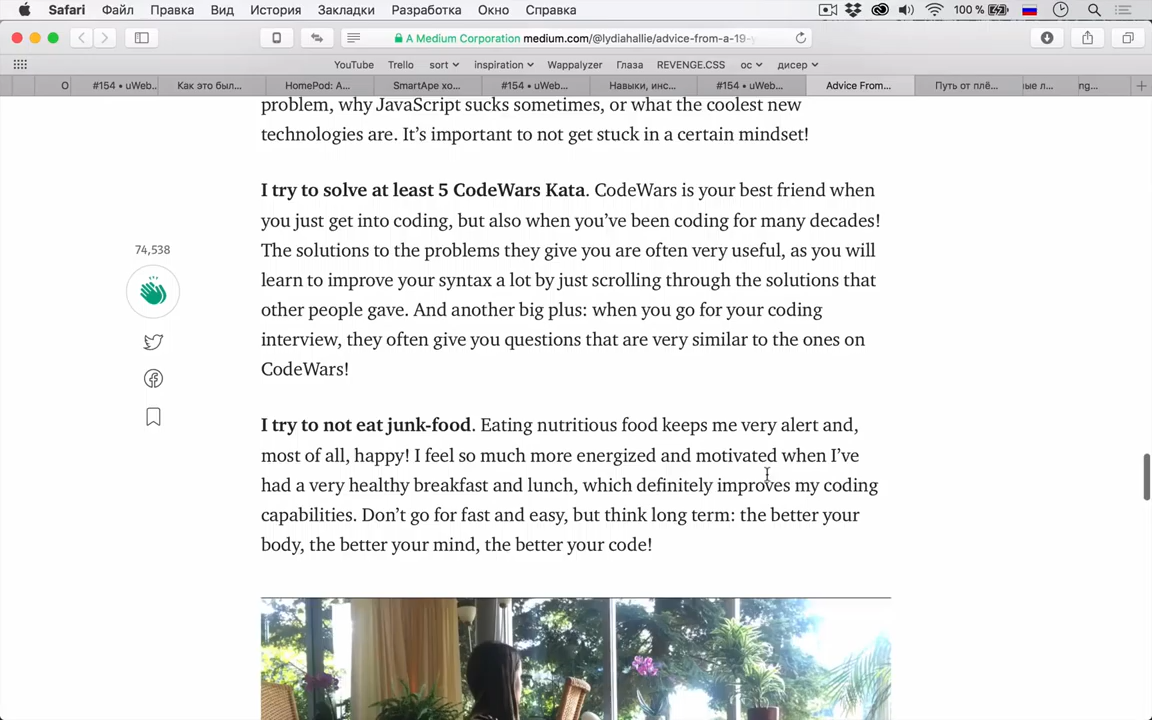 Safari Файл Правка Вид История Закладки Разработка Окно Справка 100 %
A Medium Corporation medium.com/@lydiahallie/advice-from-a-19-
YouTube Trello sort inspiration Wappalyzer Глаза REVENGE.CSS ос дисер
О #154 • uWeb... Как это был... HomePod: A... SmartApe хо... #154 • uWeb... Навыки, инс... #154 • uWeb... Advice From... Путь от плё... ные л... ng...
problem, why JavaScript sucks sometimes, or what the coolest new
technologies are. It’s important to not get stuck in a certain mindset!
I try to solve at least 5 CodeWars Kata. CodeWars is your best friend when
you just get into coding, but also when you’ve been coding for many decades!
The solutions to the problems they give you are often very useful, as you will
learn to improve your syntax a lot by just scrolling through the solutions that
other people gave. And another big plus: when you go for your coding
interview, they often give you questions that are very similar to the ones on
CodeWars!
74,538
I try to not eat junk-food. Eating nutritious food keeps me very alert and,
most of all, happy! I feel so much more energized and motivated when I’ve
had a very healthy breakfast and lunch, which definitely improves my coding
capabilities. Don’t go for fast and easy, but think long term: the better your
body, the better your mind, the better your code!